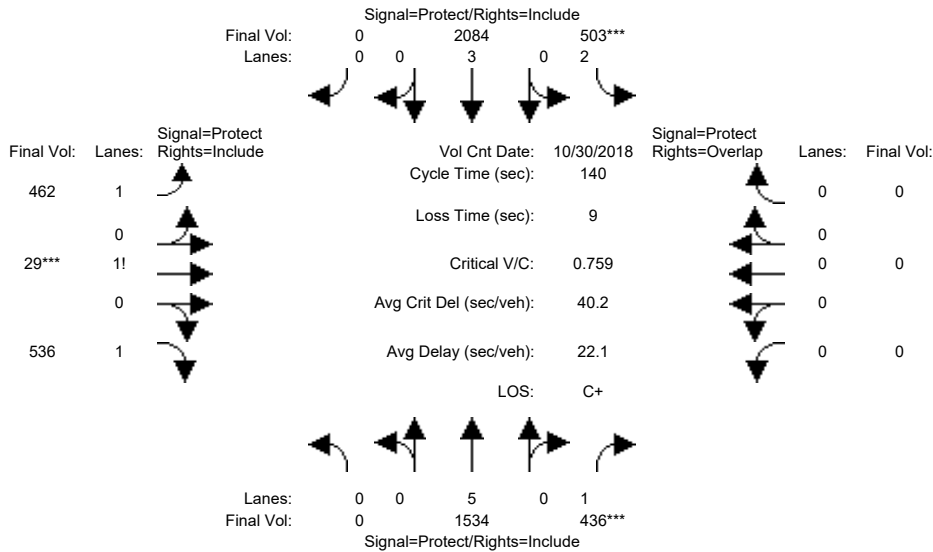 Signal=Protect/Rights=Include
Final Vol: 0 2084 503***
Lanes: 0 0 3 0 2
Signal=Protect
Final Vol: Lanes: Rights=Include
Vol Cnt Date: 10/30/2018
Signal=Protect
Rights=Overlap Lanes: Final Vol:
Cycle Time (sec): 140
462 1
0 0
Loss Time (sec): 9
0
0
29*** 1!
Critical V/C: 0.759
0 0
0
Avg Crit Del (sec/veh): 40.2
0
536 1
Avg Delay (sec/veh): 22.1
0 0
LOS: C+
Lanes: 0 0 5 0 1
Final Vol: 0 1534 436***
Signal=Protect/Rights=Include